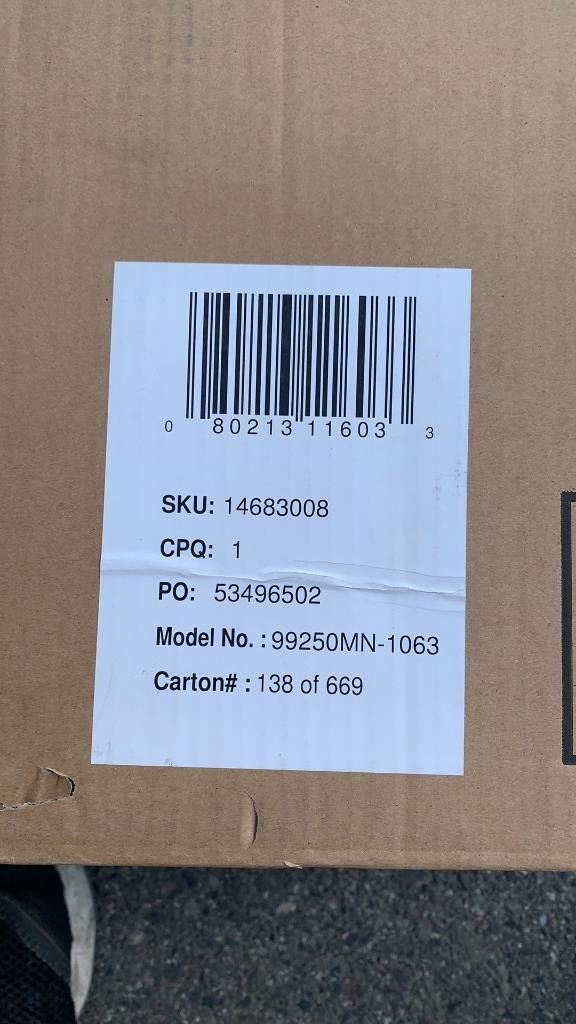 0 80213 11603 3
SKU: 14683008
CPQ: 1
PO: 53496502
Model No. : 99250MN-1063
Carton# : 138 of 669